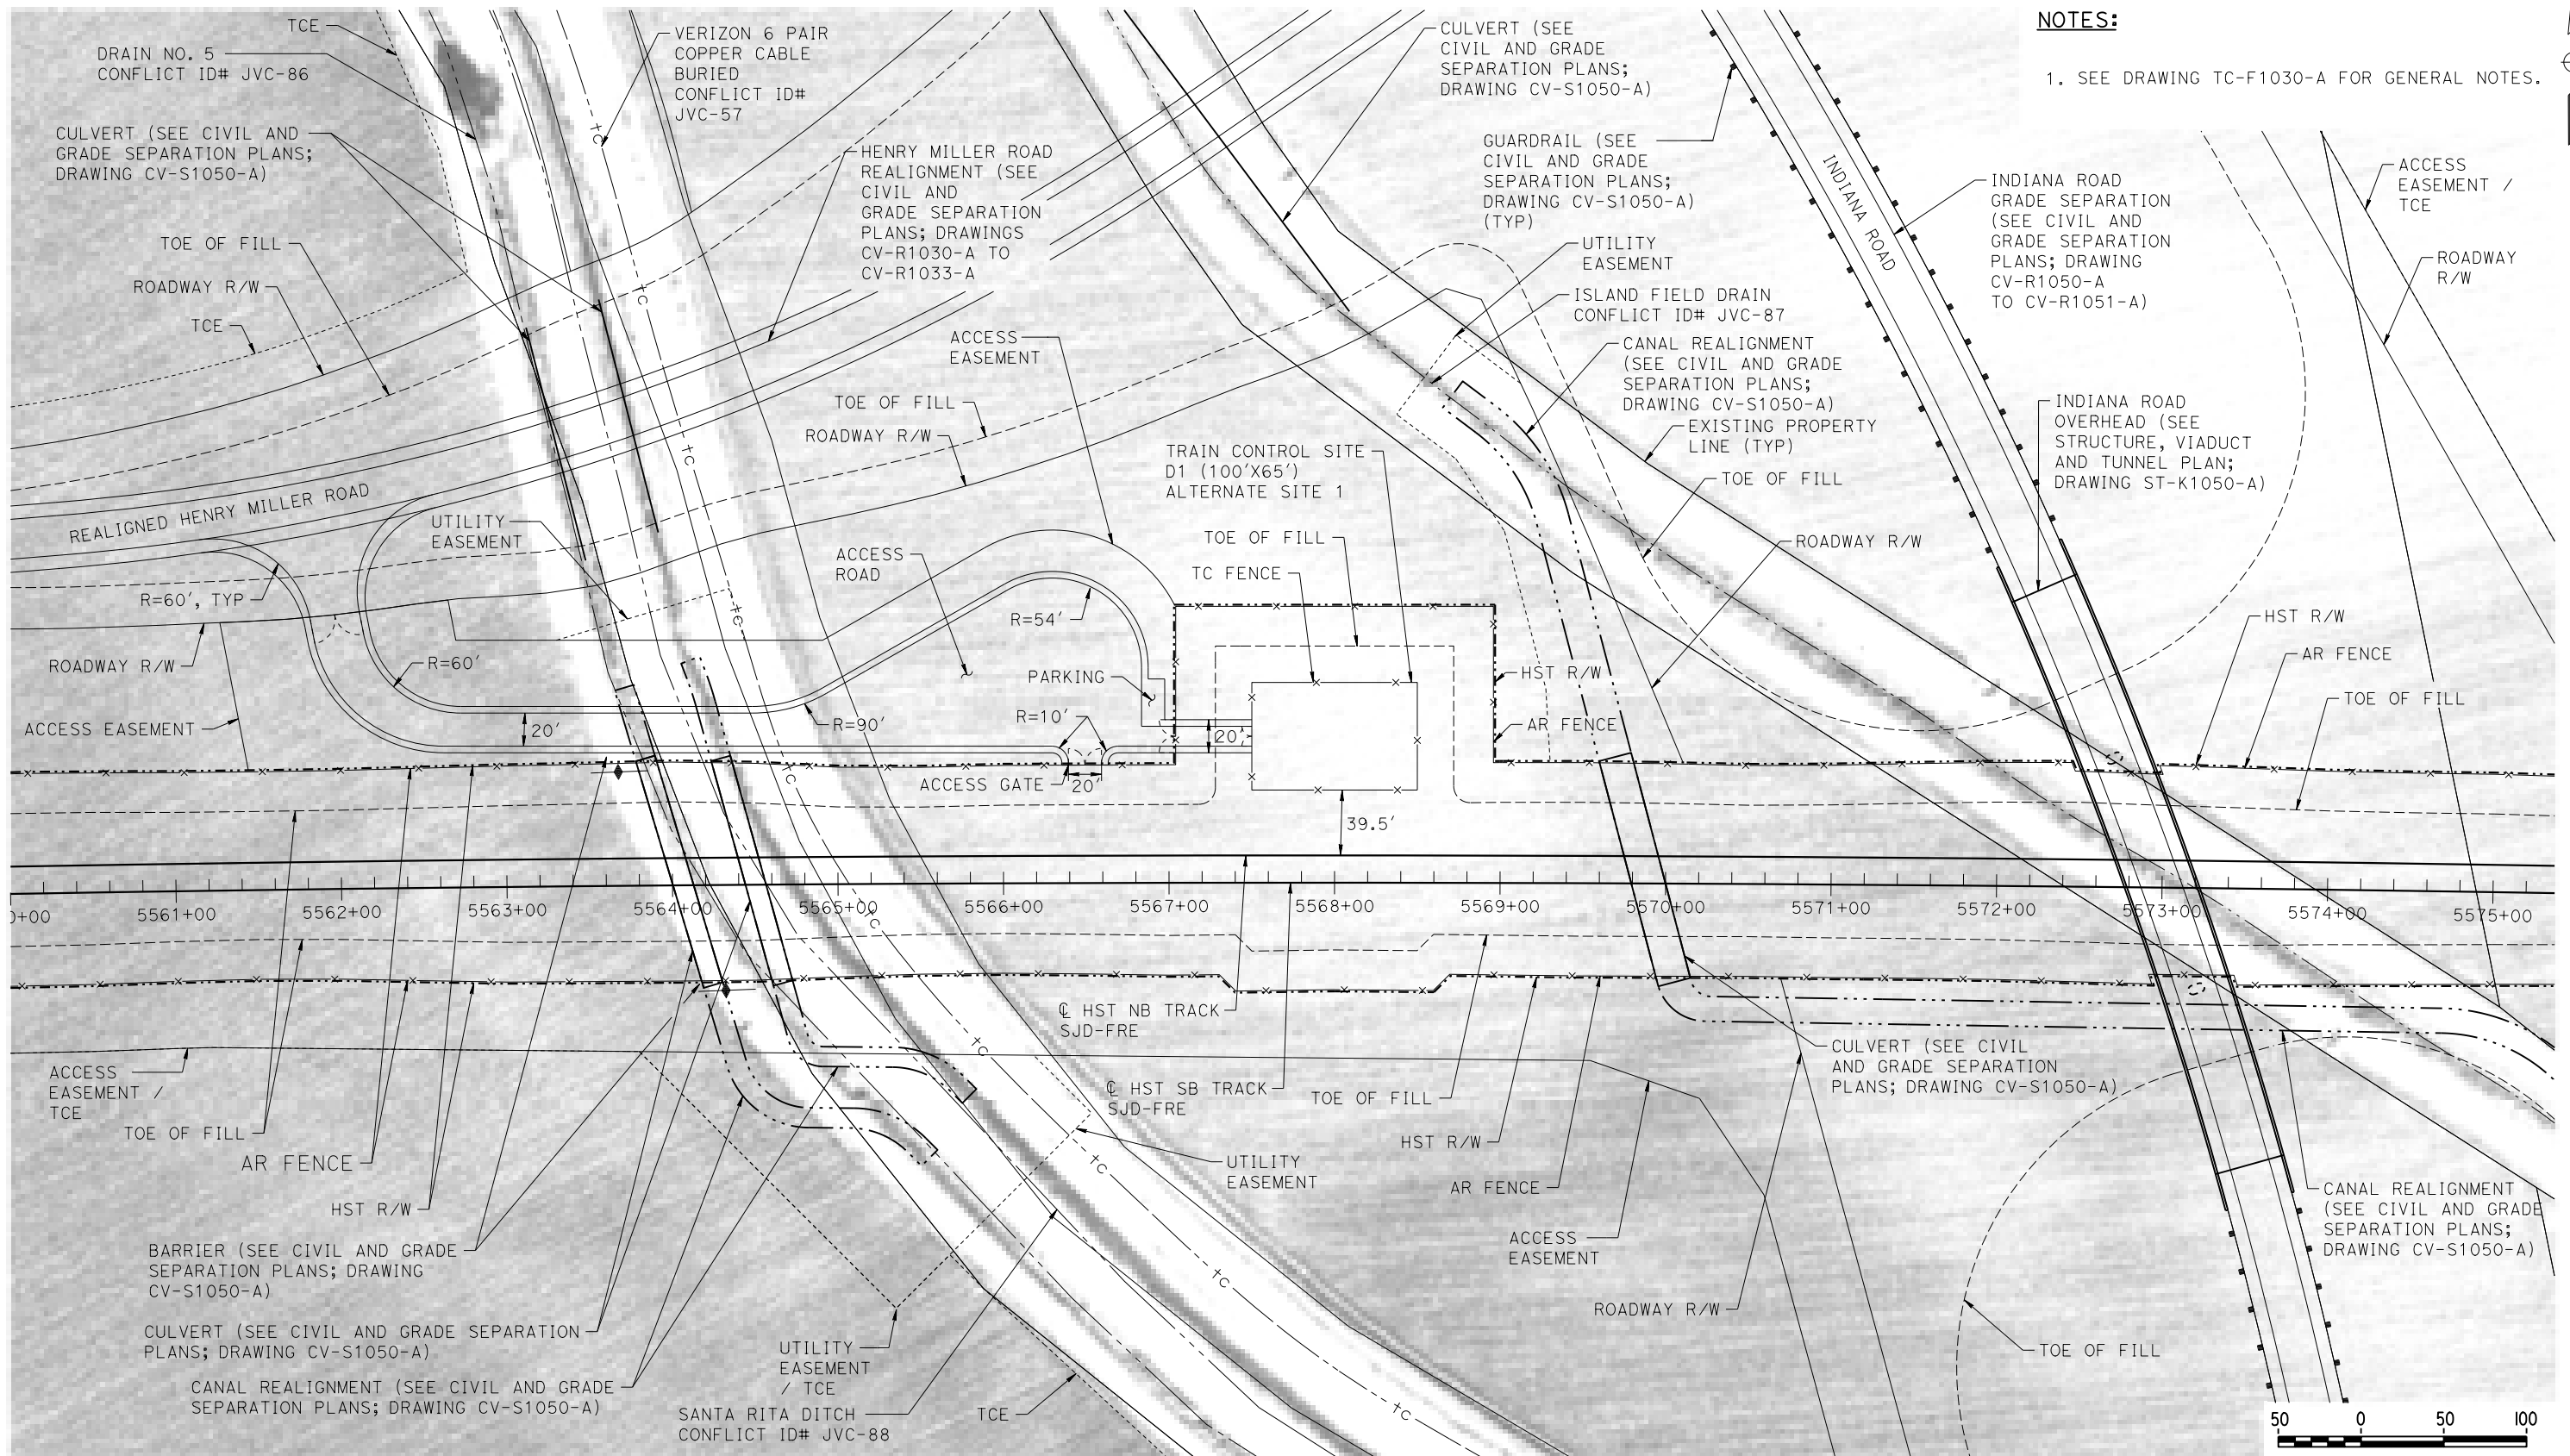 TCE
DRAIN NO. 5
CONFLICT ID# JVC-86
CULVERT (SEE CIVIL AND
GRADE SEPARATION PLANS;
DRAWING CV-S1050-A)
TOE OF FILL
ROADWAY R/W
TCE
VERIZON 6 PAIR
COPPER CABLE
BURIED
CONFLICT ID#
JVC-57
HENRY MILLER ROAD
REALIGNMENT (SEE
CIVIL AND
GRADE SEPARATION
PLANS; DRAWINGS
CV-R1030-A TO
CV-R1033-A
CULVERT (SEE
CIVIL AND GRADE
SEPARATION PLANS;
DRAWING CV-S1050-A)
GUARDRAIL (SEE
CIVIL AND GRADE
SEPARATION PLANS;
DRAWING CV-S1050-A)
(TYP)
UTILITY
EASEMENT
ISLAND FIELD DRAIN
CONFLICT ID# JVC-87
CANAL REALIGNMENT
(SEE CIVIL AND GRADE
SEPARATION PLANS;
DRAWING CV-S1050-A)
EXISTING PROPERTY
LINE (TYP)
TOE OF FILL
ROADWAY R/W
INDIANA ROAD
NOTES:
1. SEE DRAWING TC-F1030-A FOR GENERAL NOTES.
INDIANA ROAD
GRADE SEPARATION
(SEE CIVIL AND
GRADE SEPARATION
PLANS; DRAWING
CV-R1050-A
TO CV-R1051-A)
ACCESS
EASEMENT /
TCE
ROADWAY
R/W
INDIANA ROAD
OVERHEAD (SEE
STRUCTURE, VIADUCT
AND TUNNEL PLAN;
DRAWING ST-K1050-A)
HST R/W
AR FENCE
TOE OF FILL
ACCESS
EASEMENT
TOE OF FILL
ROADWAY R/W
TRAIN CONTROL SITE
D1 (100'X65')
ALTERNATE SITE 1
TOE OF FILL
TC FENCE
REALIGNED HENRY MILLER ROAD
UTILITY
EASEMENT
ACCESS
ROAD
R=60', TYP
R=54'
ROADWAY R/W
R=60'
PARKING
HST R/W
ACCESS EASEMENT
20'
R=90'
R=10'
20'
AR FENCE
ACCESS GATE
20'
39.5'
tc
tc
tc
tc
tc
tc
tc
tc
tc
tc
0+00
5561+00
5562+00
5563+00
5564+00
5565+00
5566+00
5567+00
5568+00
5569+00
5570+00
5571+00
5572+00
5573+00
5574+00
5575+00
℄ HST NB TRACK
SJD-FRE
℄ HST SB TRACK
SJD-FRE
TOE OF FILL
CULVERT (SEE CIVIL
AND GRADE SEPARATION
PLANS; DRAWING CV-S1050-A)
ACCESS
EASEMENT /
TCE
TOE OF FILL
AR FENCE
HST R/W
BARRIER (SEE CIVIL AND GRADE
SEPARATION PLANS; DRAWING
CV-S1050-A)
CULVERT (SEE CIVIL AND GRADE SEPARATION
PLANS; DRAWING CV-S1050-A)
CANAL REALIGNMENT (SEE CIVIL AND GRADE
SEPARATION PLANS; DRAWING CV-S1050-A)
UTILITY
EASEMENT
/ TCE
SANTA RITA DITCH
CONFLICT ID# JVC-88
TCE
UTILITY
EASEMENT
HST R/W
AR FENCE
ACCESS
EASEMENT
ROADWAY R/W
TOE OF FILL
CANAL REALIGNMENT
(SEE CIVIL AND GRADE
SEPARATION PLANS;
DRAWING CV-S1050-A)
50 0 50 100